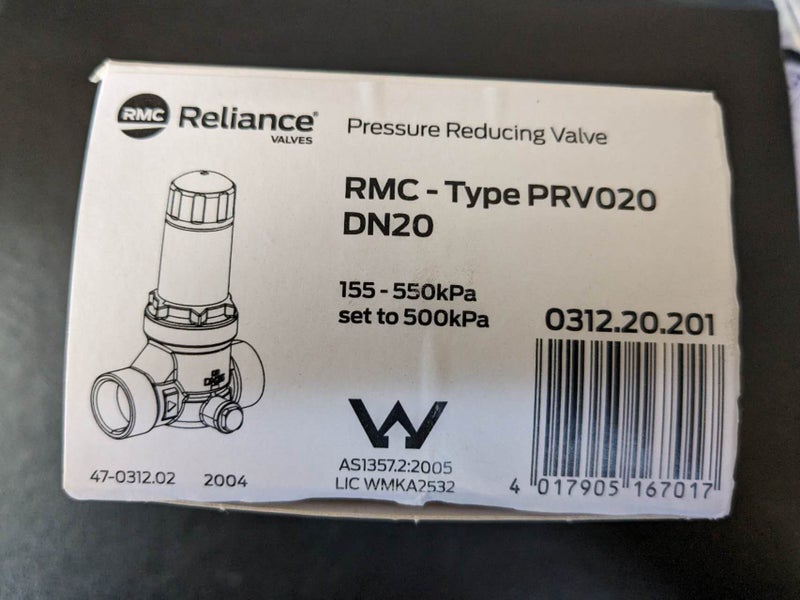 RMC Reliance®
VALVES
Pressure Reducing Valve
RMC - Type PRV020
DN20
155 - 550kPa
set to 500kPa
0312.20.201
AS1357.2:2005
LIC WMKA2532
47-0312.02 2004
4 017905 167017